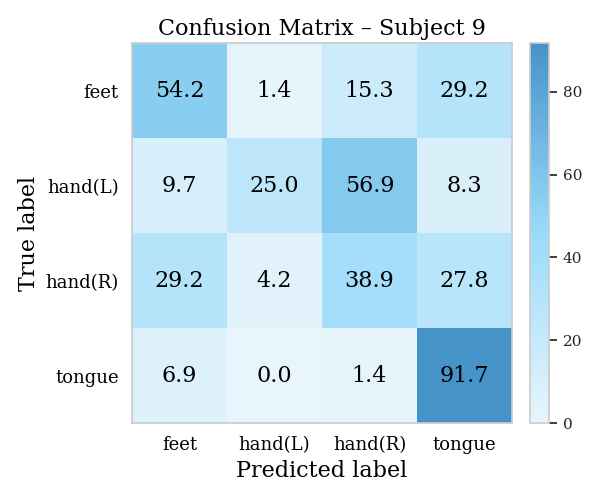 Confusion Matrix – Subject 9
feet 54.2 1.4 15.3 29.2
hand(L) 9.7 25.0 56.9 8.3
hand(R) 29.2 4.2 38.9 27.8
tongue 6.9 0.0 1.4 91.7
feet hand(L) hand(R) tongue
Predicted label
True label
80
60
40
20
0